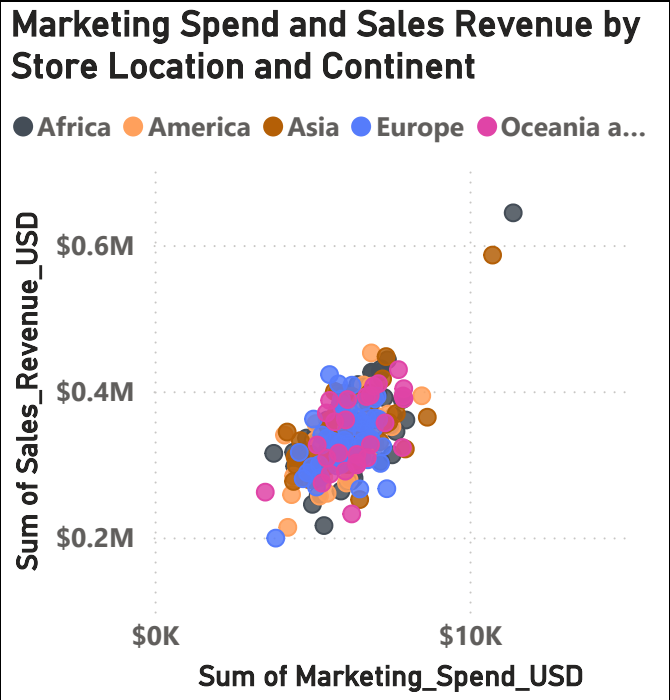 Marketing Spend and Sales Revenue by
Store Location and Continent
Africa America Asia Europe Oceania a...
Sum of Sales_Revenue_USD
$0.6M
$0.4M
$0.2M
$0K $10K
Sum of Marketing_Spend_USD